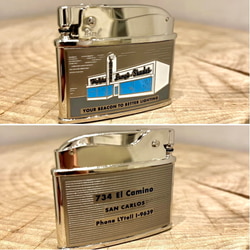 YOUR BEACON TO BETTER LIGHTING
734 El Camino
SAN CARLOS
Phone LYtell 1-9639